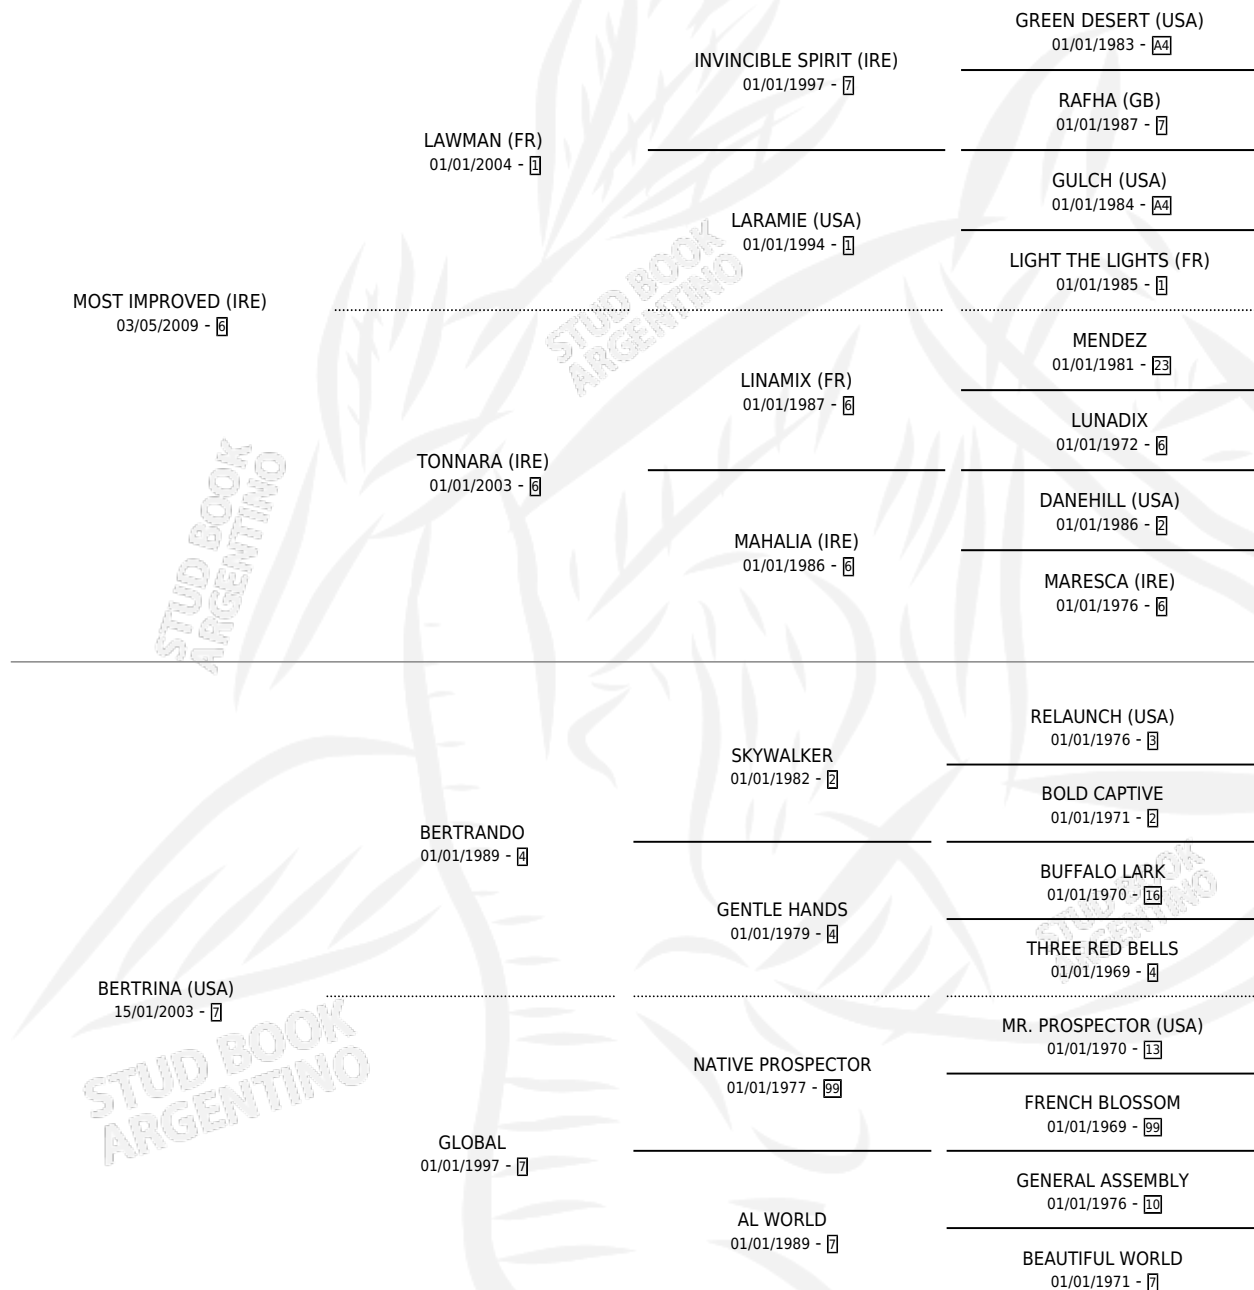 GREEN DESERT (USA)
01/01/1983 - A4
INVINCIBLE SPIRIT (IRE)
01/01/1997 - 7
RAFHA (GB)
01/01/1987 - 7
LAWMAN (FR)
01/01/2004 - 1
GULCH (USA)
01/01/1984 - A4
LARAMIE (USA)
01/01/1994 - 1
LIGHT THE LIGHTS (FR)
01/01/1985 - 1
MOST IMPROVED (IRE)
03/05/2009 - 6
MENDEZ
01/01/1981 - 23
LINAMIX (FR)
01/01/1987 - 6
LUNADIX
01/01/1972 - 6
TONNARA (IRE)
01/01/2003 - 6
DANEHILL (USA)
01/01/1986 - 2
MAHALIA (IRE)
01/01/1986 - 6
MARESCA (IRE)
01/01/1976 - 6
RELAUNCH (USA)
01/01/1976 - 3
SKYWALKER
01/01/1982 - 2
BOLD CAPTIVE
01/01/1971 - 2
BERTRANDO
01/01/1989 - 4
BUFFALO LARK
01/01/1970 - 16
GENTLE HANDS
01/01/1979 - 4
THREE RED BELLS
01/01/1969 - 4
BERTRINA (USA)
15/01/2003 - 7
MR. PROSPECTOR (USA)
01/01/1970 - 13
NATIVE PROSPECTOR
01/01/1977 - 99
FRENCH BLOSSOM
01/01/1969 - 99
GLOBAL
01/01/1997 - 7
GENERAL ASSEMBLY
01/01/1976 - 10
AL WORLD
01/01/1989 - 7
BEAUTIFUL WORLD
01/01/1971 - 7
STUD BOOK
ARGENTINO
STUD BOOK
ARGENTINO
STUD BOOK
ARGENTINO
STUD BOOK
ARGENTINO